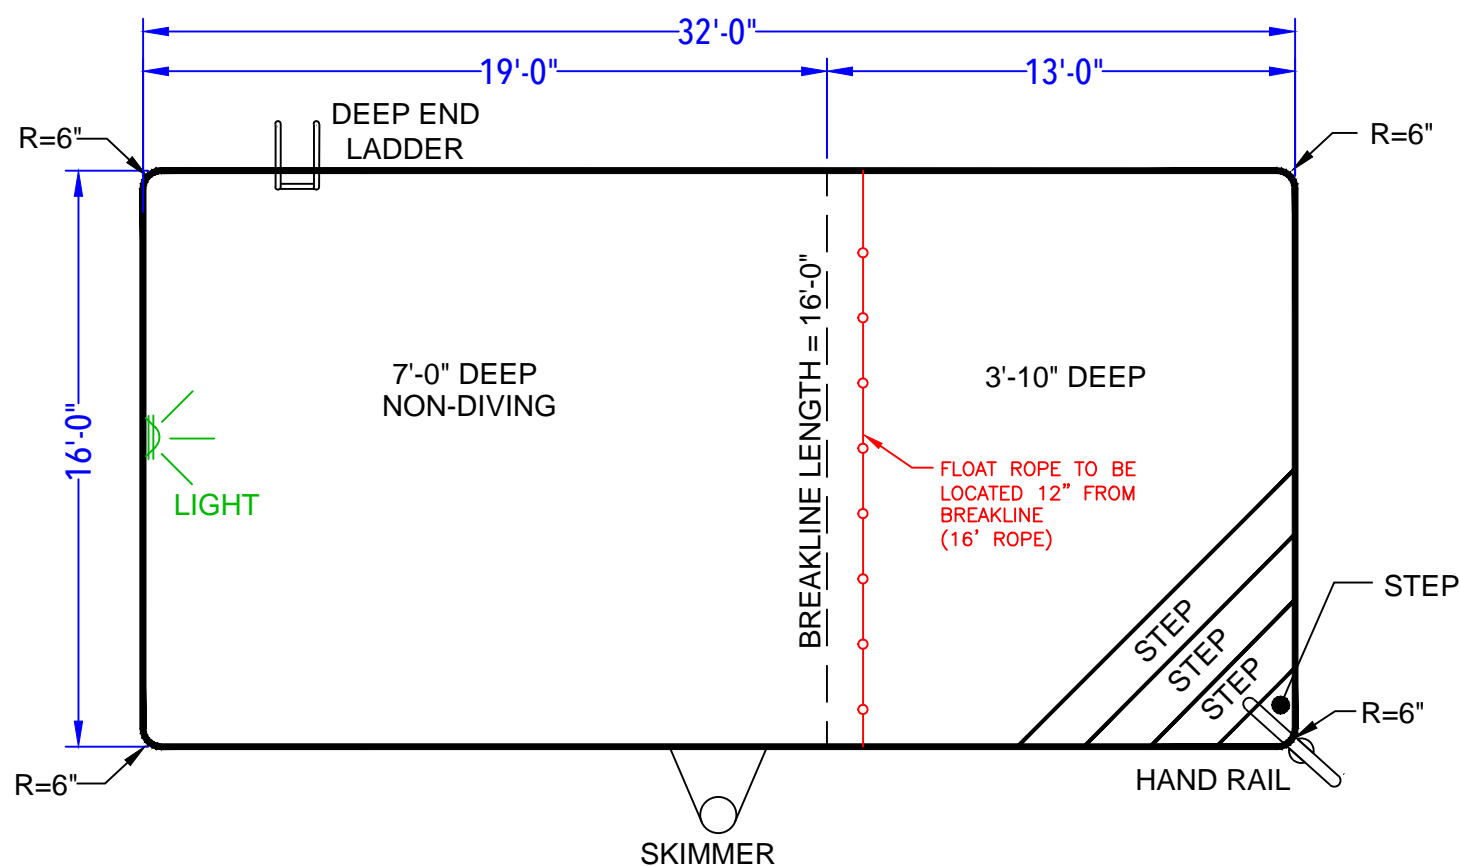 32'-0"
19'-0"
13'-0"
DEEP END
LADDER
R=6"
R=6"
16'-0"
7'-0" DEEP
NON-DIVING
BREAKLINE LENGTH = 16'-0"
3'-10" DEEP
LIGHT
FLOAT ROPE TO BE
LOCATED 12” FROM
BREAKLINE
(16’ ROPE)
STEP
STEP
STEP
STEP
R=6"
R=6"
HAND RAIL
SKIMMER